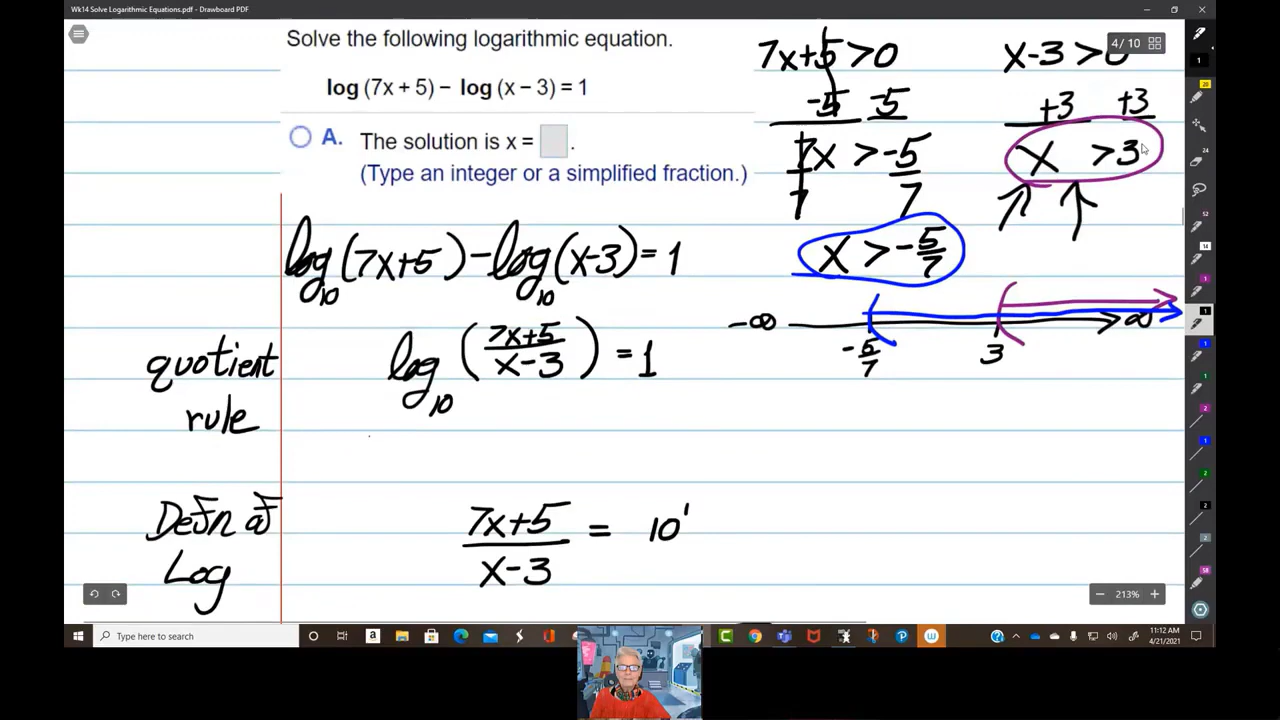 Wk14 Solve Logarithmic Equations.pdf - Drawboard PDF
4 / 10
Solve the following logarithmic equation.
log (7x + 5) − log (x − 3) = 1
A. The solution is x = .
(Type an integer or a simplified fraction.)
7x+5 >0
-5 -5
7x > -5
7 7
x > -5/7
x-3 >0
+3 +3
x >3
-∞ ∞
-5/7 3
log10 (7x+5) - log10 (x-3) = 1
quotient
rule
log10 ( 7x+5 / x-3 ) = 1
Defn of
Log
7x+5 / x-3 = 10^1
213%
Type here to search
11:12 AM
4/21/2021